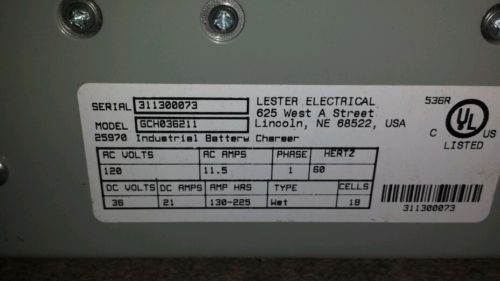 SERIAL 311300073 LESTER ELECTRICAL 536R
625 West A Street
MODEL GCH036211 Lincoln, NE 68522, USA
25970 Industrial Battery Charger
C UL US
LISTED
AC VOLTS AC AMPS PHASE HERTZ
120 11.5 1 60
DC VOLTS DC AMPS AMP HRS TYPE CELLS
36 21 130-225 Wet 18
311300073